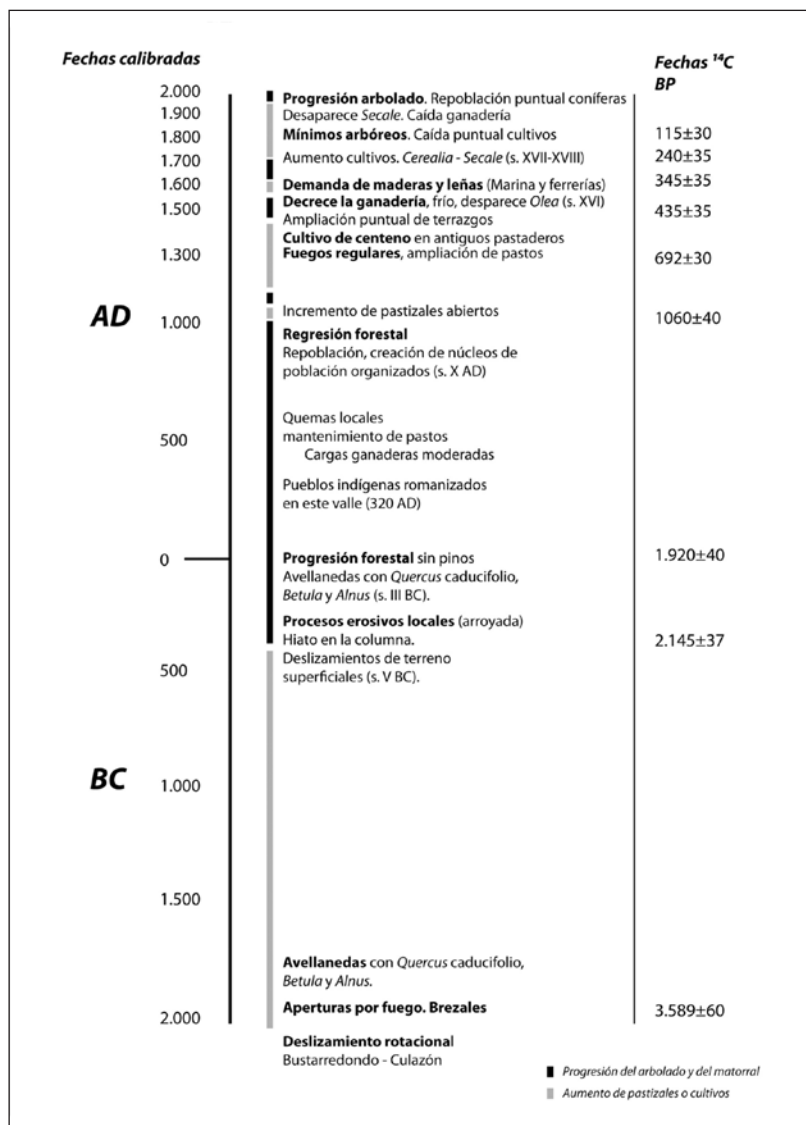 Fechas calibradas
Fechas ¹⁴C
BP
2.000
Progresión arbolado. Repoblación puntual coníferas
1.900
Desaparece Secale. Caída ganadería
1.800
Mínimos arbóreos. Caída puntual cultivos
115±30
1.700
Aumento cultivos. Cerealia - Secale (s. XVII-XVIII)
240±35
1.600
Demanda de maderas y leñas (Marina y ferrerías)
345±35
Decrece la ganadería, frío, desparece Olea (s. XVI)
1.500
Ampliación puntual de terrazgos
435±35
Cultivo de centeno en antiguos pastaderos
1.300
Fuegos regulares, ampliación de pastos
692±30
Incremento de pastizales abiertos
AD
1.000
1060±40
Regresión forestal
Repoblación, creación de núcleos de
población organizados (s. X AD)
Quemas locales
500
mantenimiento de pastos
Cargas ganaderas moderadas
Pueblos indígenas romanizados
en este valle (320 AD)
0
Progresión forestal sin pinos
1.920±40
Avellanedas con Quercus caducifolio,
Betula y Alnus (s. III BC).
Procesos erosivos locales (arroyada)
Hiato en la columna.
2.145±37
Deslizamientos de terreno
500
superficiales (s. V BC).
BC
1.000
1.500
Avellanedas con Quercus caducifolio,
Betula y Alnus.
Aperturas por fuego. Brezales
3.589±60
2.000
Deslizamiento rotacional
Bustarredondo - Culazón
Progresión del arbolado y del matorral
Aumento de pastizales o cultivos